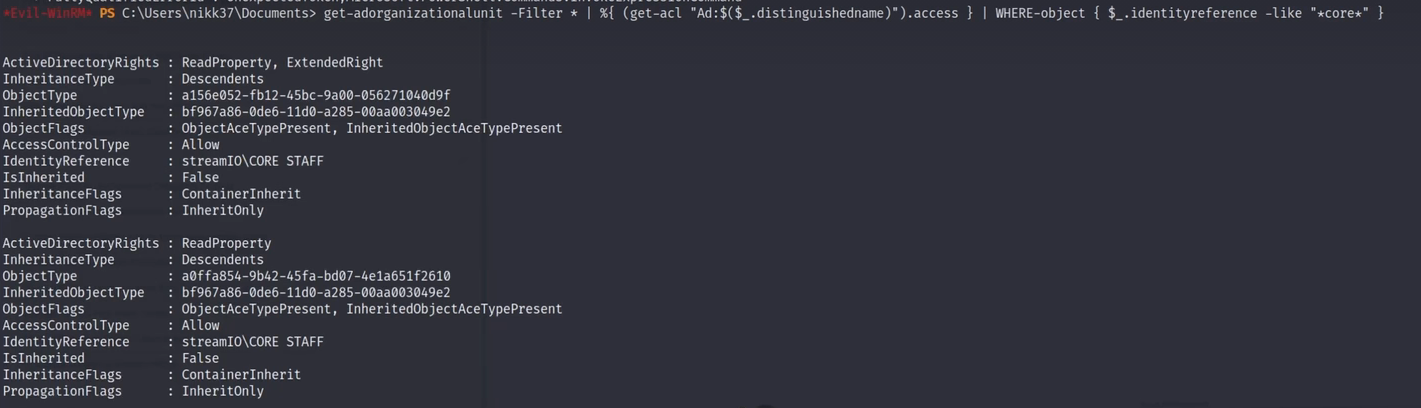 *Evil-WinRM* PS C:\Users\nikk37\Documents> get-adorganizationalunit -Filter * | %{ (get-acl "Ad:$($_.distinguishedname)").access } | WHERE-object { $_.identityreference -like "*core*" }
ActiveDirectoryRights : ReadProperty, ExtendedRight
InheritanceType : Descendents
ObjectType : a156e052-fb12-45bc-9a00-056271040d9f
InheritedObjectType : bf967a86-0de6-11d0-a285-00aa003049e2
ObjectFlags : ObjectAceTypePresent, InheritedObjectAceTypePresent
AccessControlType : Allow
IdentityReference : streamIO\CORE STAFF
IsInherited : False
InheritanceFlags : ContainerInherit
PropagationFlags : InheritOnly
ActiveDirectoryRights : ReadProperty
InheritanceType : Descendents
ObjectType : a0ffa854-9b42-45fa-bd07-4e1a651f2610
InheritedObjectType : bf967a86-0de6-11d0-a285-00aa003049e2
ObjectFlags : ObjectAceTypePresent, InheritedObjectAceTypePresent
AccessControlType : Allow
IdentityReference : streamIO\CORE STAFF
IsInherited : False
InheritanceFlags : ContainerInherit
PropagationFlags : InheritOnly